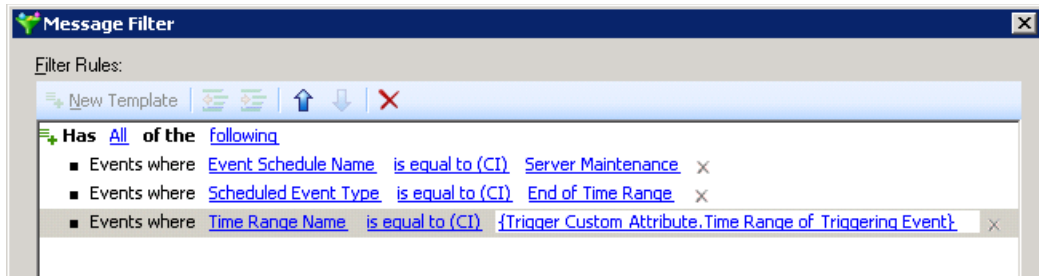 Message Filter
Filter Rules:
New Template
Has All of the following
Events where Event Schedule Name is equal to (CI) Server Maintenance
Events where Scheduled Event Type is equal to (CI) End of Time Range
Events where Time Range Name is equal to (CI) {Trigger Custom Attribute.Time Range of Triggering Event}